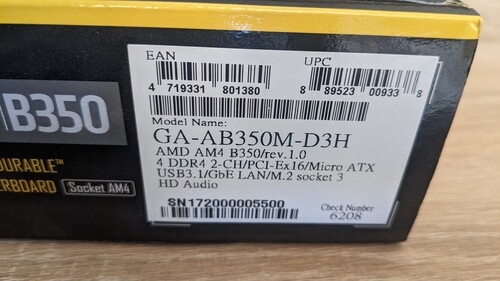 B350
DURABLE™
ERBOARD Socket AM4
EAN
4 719331 801380
UPC
8 89523 00933 8
Model Name:
GA-AB350M-D3H
AMD AM4 B350/rev.1.0
4 DDR4 2-CH/PCI-Ex16/Micro ATX
USB3.1/GbE LAN/M.2 socket 3
HD Audio
SN172000005500
Check Number
6208